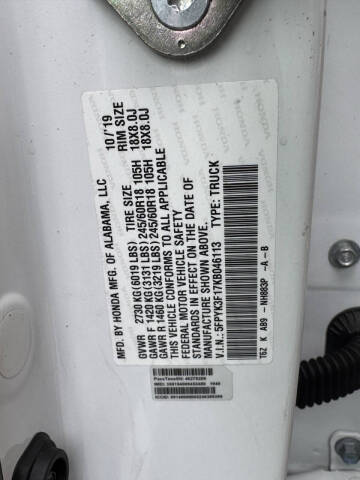 MFD. BY HONDA MFG. OF ALABAMA, LLC 10/'19
TIRE SIZE RIM SIZE
GVWR 2730 KG(6019 LBS)
GAWR F 1420 KG(3131 LBS) 245/60R18 105H 18X8.0J
GAWR R 1460 KG(3219 LBS) 245/60R18 105H 18X8.0J
THIS VEHICLE CONFORMS TO ALL APPLICABLE
FEDERAL MOTOR VEHICLE SAFETY
STANDARDS IN EFFECT ON THE DATE OF
MANUFACTURE SHOWN ABOVE.
V.I.N.: 5FPYK3F17KB046113 TYPE: TRUCK
T6Z K AB9 -NH883P -A-B